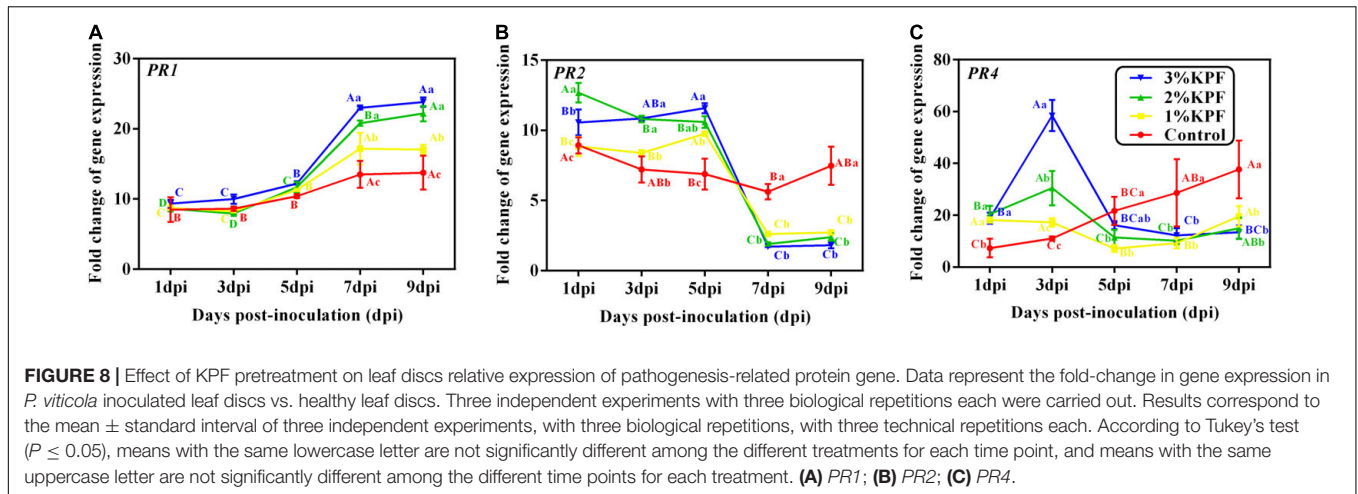 A
B
C
PR1
PR2
PR4
3%KPF
2%KPF
1%KPF
Control
Fold change of gene expression
30
20
10
0
C
D
C
B
C
C
D
B
B
C
B
B
Aa
Ba
Ab
Ac
Aa
Aa
Ab
Ac
1dpi 3dpi 5dpi 7dpi 9dpi
Days post-inoculation (dpi)
Fold change of gene expression
15
10
5
0
Aa
Bb
Bc
Ac
ABa
Ba
Bb
ABb
Aa
Bab
Ab
Bc
Ba
Cb
Cb
Cb
ABa
Cb
Cb
Cb
1dpi 3dpi 5dpi 7dpi 9dpi
Days post-inoculation (dpi)
Fold change of gene expression
80
60
40
20
0
Ba
Ba
Aa
Cb
Aa
Ab
Ac
Cc
BCa
BCab
Cb
Bb
ABa
Cb
Cb
Bb
Aa
Ab
BCb
ABb
1dpi 3dpi 5dpi 7dpi 9dpi
Days post-inoculation (dpi)
FIGURE 8 | Effect of KPF pretreatment on leaf discs relative expression of pathogenesis-related protein gene. Data represent the fold-change in gene expression in
P. viticola inoculated leaf discs vs. healthy leaf discs. Three independent experiments with three biological repetitions each were carried out. Results correspond to
the mean ± standard interval of three independent experiments, with three biological repetitions, with three technical repetitions each. According to Tukey's test
(P ≤ 0.05), means with the same lowercase letter are not significantly different among the different treatments for each time point, and means with the same
uppercase letter are not significantly different among the different time points for each treatment. (A) PR1; (B) PR2; (C) PR4.